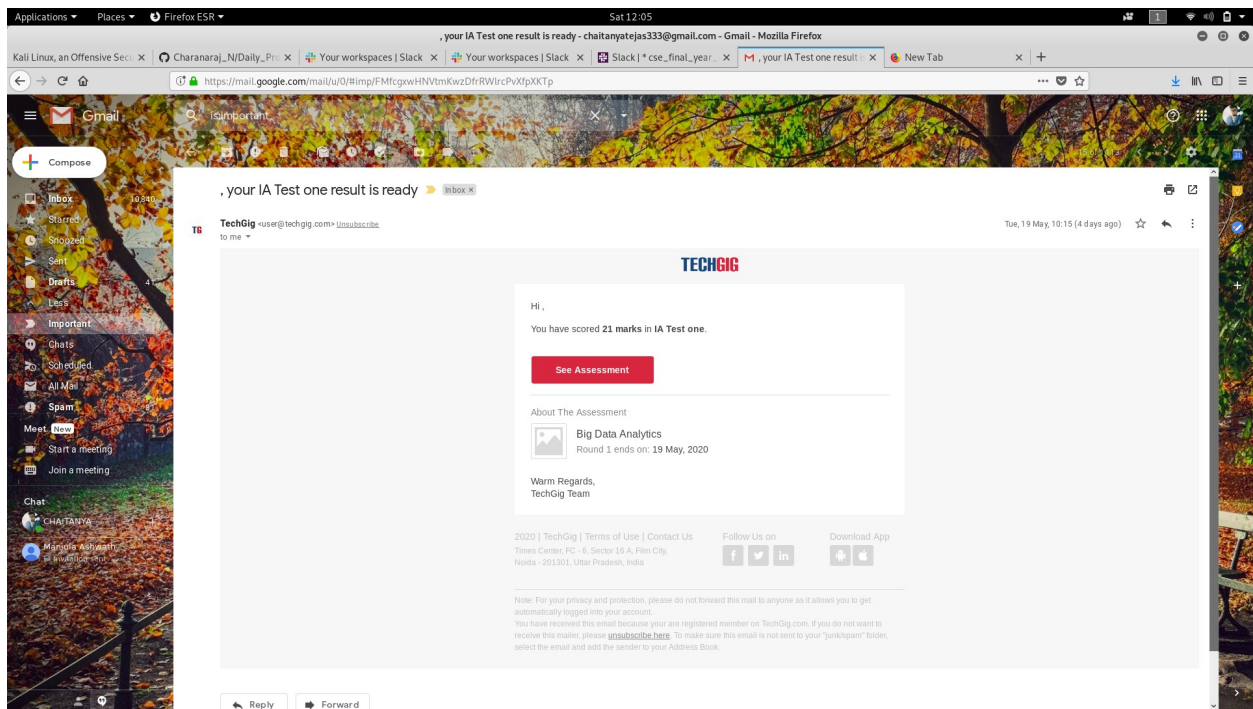 Applications Places Firefox ESR Sat 12:05 1
, your IA Test one result is ready - chaitanyatejas333@gmail.com - Gmail - Mozilla Firefox
Kali Linux, an Offensive Secu Charanaraj_N/Daily_Pro Your workspaces | Slack Your workspaces | Slack Slack | * cse_final_year_ , your IA Test one result is New Tab
https://mail.google.com/mail/u/0/#imp/FMfcgxwHNVtmKwzDfrRWlrcPvXfpXKTp
Gmail
is:important
Compose
Inbox 10,840
Starred
Snoozed
Sent
Drafts 41
Less
Important
Chats
Scheduled
All Mail
Spam
Meet New
Start a meeting
Join a meeting
Chat
CHAITANYA
Manjula Ashwath
Invitation sent
, your IA Test one result is ready Inbox ×
TG TechGig <user@techgig.com> Unsubscribe Tue, 19 May, 10:15 (4 days ago)
to me
TECHGIG
Hi ,
You have scored 21 marks in IA Test one.
See Assessment
About The Assessment
Big Data Analytics
Round 1 ends on: 19 May, 2020
Warm Regards,
TechGig Team
2020 | TechGig | Terms of Use | Contact Us Follow Us on Download App
Times Center, FC - 6, Sector 16 A, Film City,
Noida - 201301, Uttar Pradesh, India
Note: For your privacy and protection, please do not forward this mail to anyone as it allows you to get
automatically logged into your account.
You have received this email because your are registered member on TechGig.com. If you do not want to
receive this mailer, please unsubscribe here. To make sure this email is not sent to your "junk/spam" folder,
select the email and add the sender to your Address Book.
Reply Forward